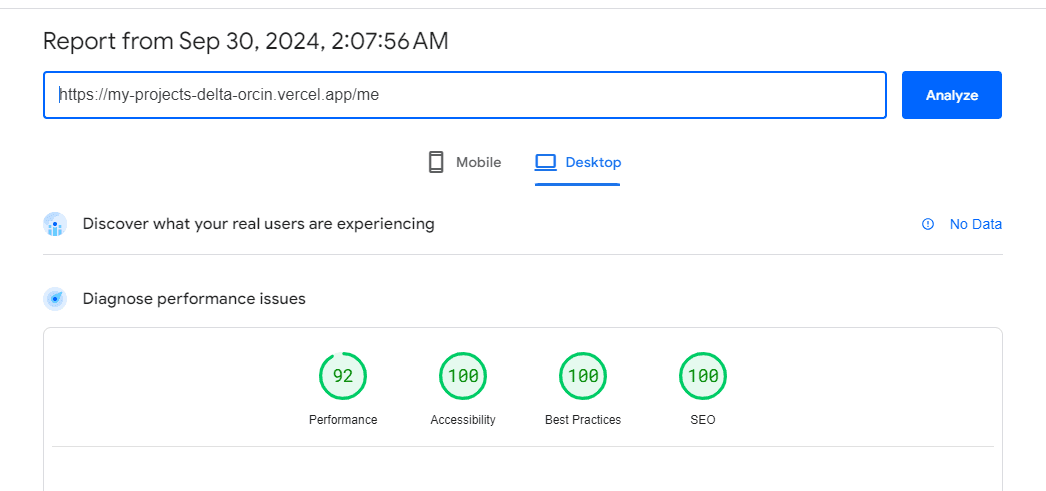 Report from Sep 30, 2024, 2:07:56 AM
https://my-projects-delta-orcin.vercel.app/me
Analyze
Mobile
Desktop
Discover what your real users are experiencing
No Data
Diagnose performance issues
92
100
100
100
Performance
Accessibility
Best Practices
SEO